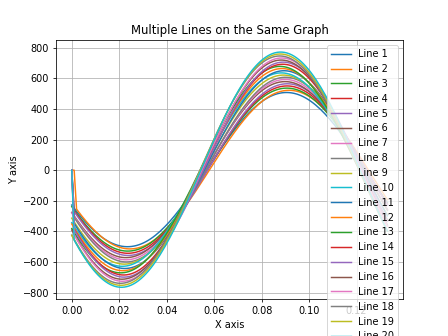 Multiple Lines on the Same Graph
800
600
400
200
0
−200
−400
−600
−800
Y axis
0.00
0.02
0.04
0.06
0.08
0.10
X axis
Line 1
Line 2
Line 3
Line 4
Line 5
Line 6
Line 7
Line 8
Line 9
Line 10
Line 12
Line 13
Line 14
Line 15
Line 16
Line 17
Line 18
Line 19
Line 20